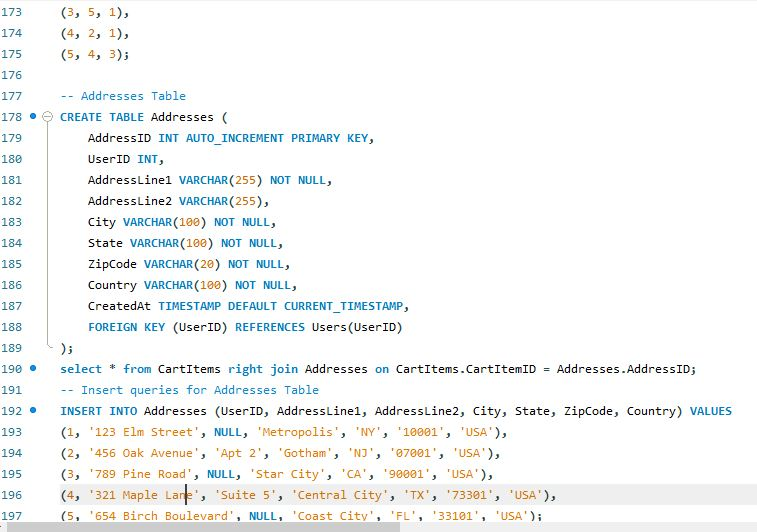 173 (3, 5, 1),
174 (4, 2, 1),
175 (5, 4, 3);
176
177 -- Addresses Table
178 CREATE TABLE Addresses (
179 AddressID INT AUTO_INCREMENT PRIMARY KEY,
180 UserID INT,
181 AddressLine1 VARCHAR(255) NOT NULL,
182 AddressLine2 VARCHAR(255),
183 City VARCHAR(100) NOT NULL,
184 State VARCHAR(100) NOT NULL,
185 ZipCode VARCHAR(20) NOT NULL,
186 Country VARCHAR(100) NOT NULL,
187 CreatedAt TIMESTAMP DEFAULT CURRENT_TIMESTAMP,
188 FOREIGN KEY (UserID) REFERENCES Users(UserID)
189 );
190 select * from CartItems right join Addresses on CartItems.CartItemID = Addresses.AddressID;
191 -- Insert queries for Addresses Table
192 INSERT INTO Addresses (UserID, AddressLine1, AddressLine2, City, State, ZipCode, Country) VALUES
193 (1, '123 Elm Street', NULL, 'Metropolis', 'NY', '10001', 'USA'),
194 (2, '456 Oak Avenue', 'Apt 2', 'Gotham', 'NJ', '07001', 'USA'),
195 (3, '789 Pine Road', NULL, 'Star City', 'CA', '90001', 'USA'),
196 (4, '321 Maple Lane', 'Suite 5', 'Central City', 'TX', '73301', 'USA'),
197 (5, '654 Birch Boulevard', NULL, 'Coast City', 'FL', '33101', 'USA');